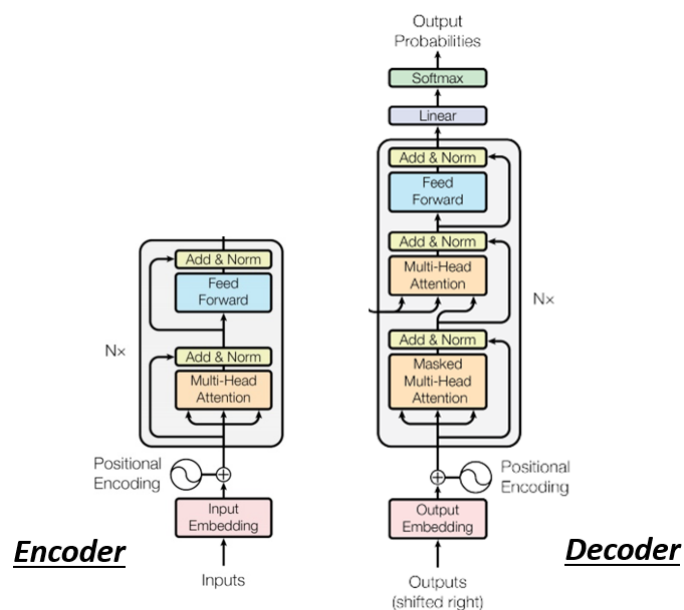 Add & Norm
Feed
Forward
Nx
Add & Norm
Multi-Head
Attention
Positional
Encoding
Input
Embedding
Encoder
Inputs
Output
Probabilities
Softmax
Linear
Add & Norm
Feed
Forward
Add & Norm
Multi-Head
Attention
Nx
Add & Norm
Masked
Multi-Head
Attention
Positional
Encoding
Output
Embedding
Decoder
Outputs
(shifted right)